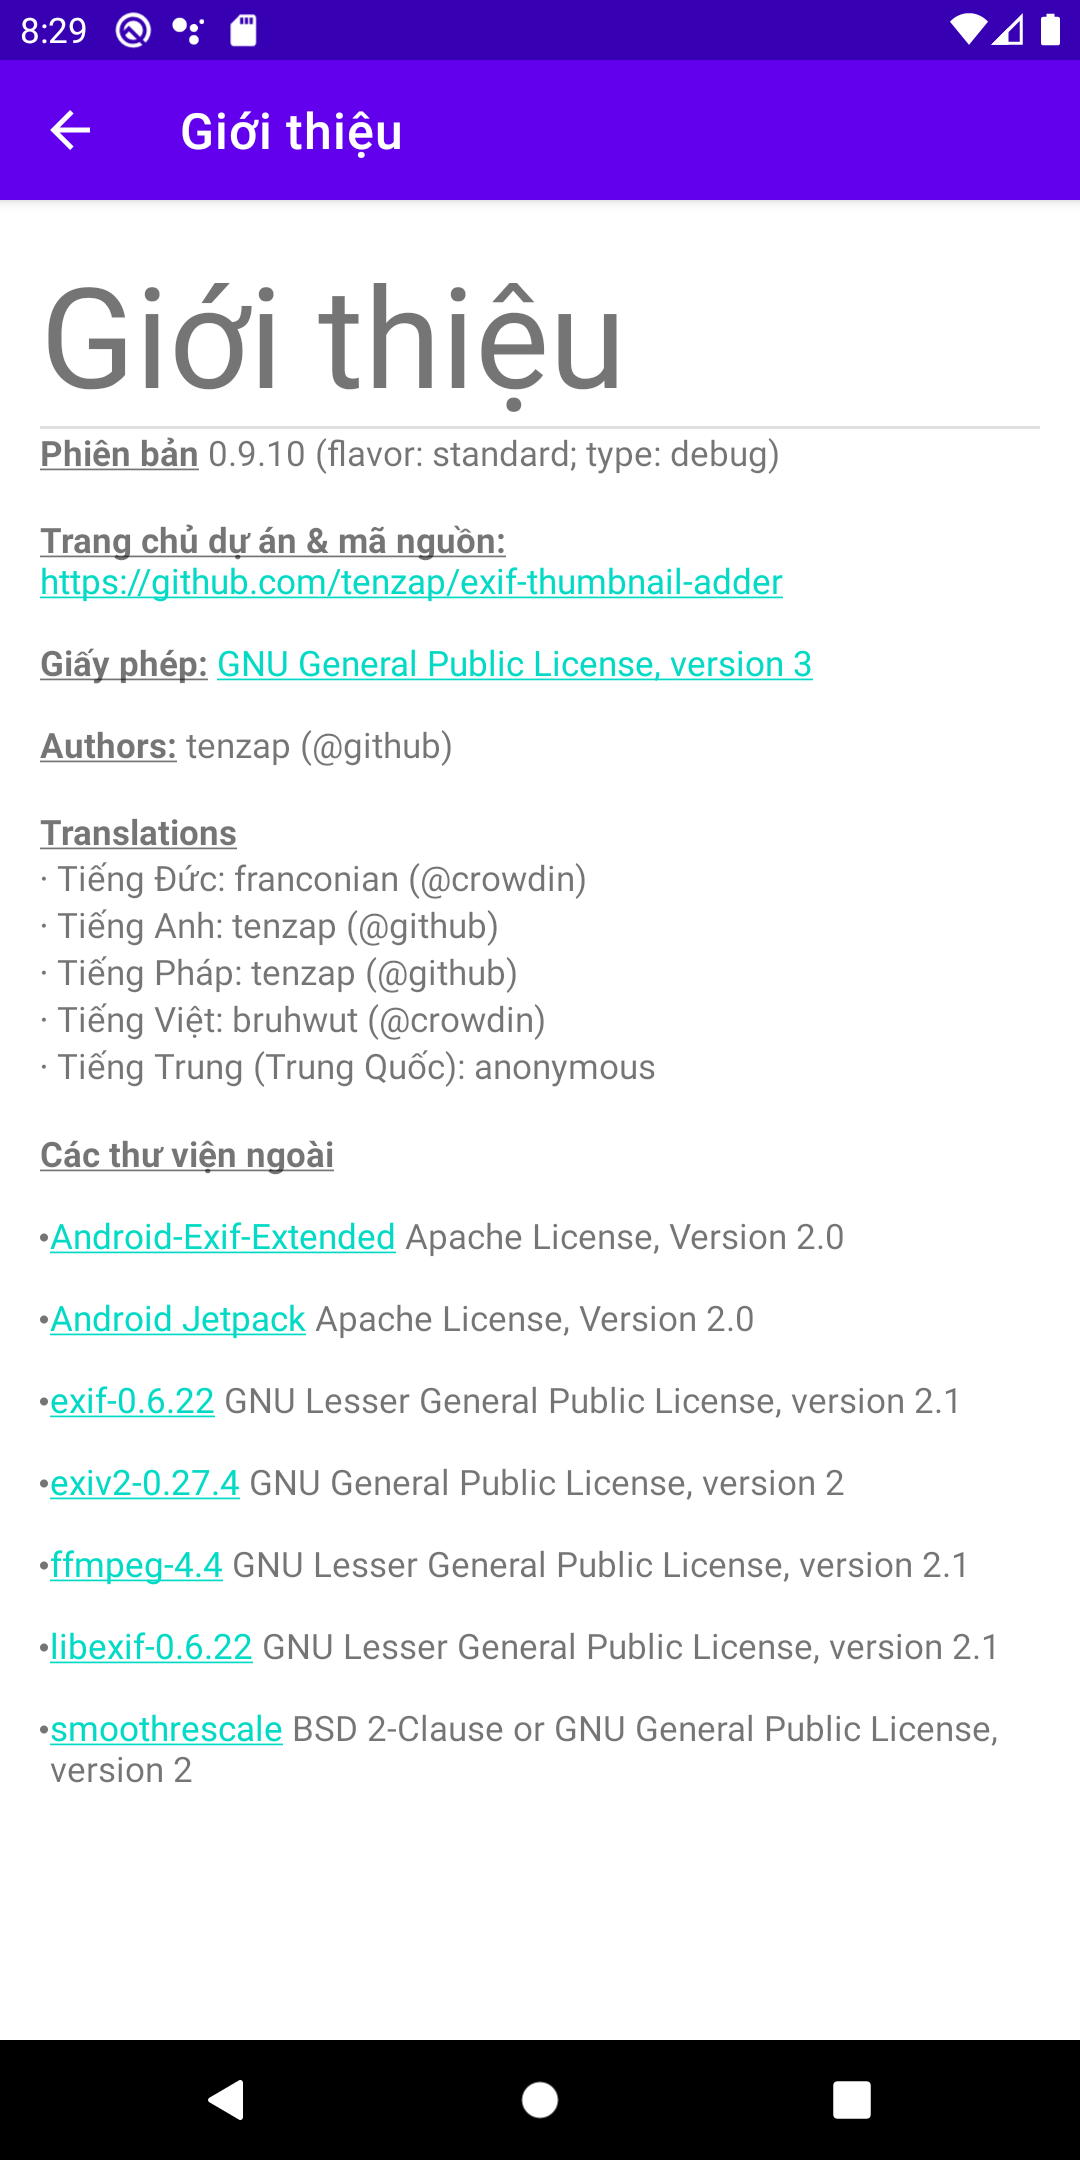 8:29
Giới thiệu
Giới thiệu
Phiên bản 0.9.10 (flavor: standard; type: debug)
Trang chủ dự án & mã nguồn:
https://github.com/tenzap/exif-thumbnail-adder
Giấy phép: GNU General Public License, version 3
Authors: tenzap (@github)
Translations
· Tiếng Đức: franconian (@crowdin)
· Tiếng Anh: tenzap (@github)
· Tiếng Pháp: tenzap (@github)
· Tiếng Việt: bruhwut (@crowdin)
· Tiếng Trung (Trung Quốc): anonymous
Các thư viện ngoài
•Android-Exif-Extended Apache License, Version 2.0
•Android Jetpack Apache License, Version 2.0
•exif-0.6.22 GNU Lesser General Public License, version 2.1
•exiv2-0.27.4 GNU General Public License, version 2
•ffmpeg-4.4 GNU Lesser General Public License, version 2.1
•libexif-0.6.22 GNU Lesser General Public License, version 2.1
•smoothrescale BSD 2-Clause or GNU General Public License,
version 2